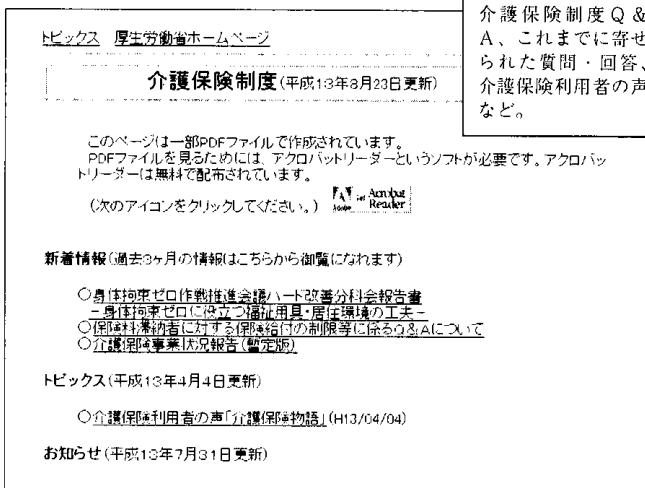 介護保険制度Q&
A、これまでに寄せ
られた質問・回答、
介護保険利用者の声
など。
トピックス 厚生労働省ホームページ
介護保険制度(平成13年8月23日更新)
このページは一部PDFファイルで作成されています。
PDFファイルを見るためには、アクロバットリーダーというソフトが必要です。アクロバッ
トリーダーは無料で配布されています。
(次のアイコンをクリックしてください。) Get Acrobat
Adobe Reader
新着情報(過去3ヶ月の情報はこちらから御覧になれます)
○身体拘束ゼロ作戦推進会議ハード改善分科会報告書
-身体拘束ゼロに役立つ福祉用具・居住環境の工夫-
○保険料滞納者に対する保険給付の制限等に係るQ&Aについて
○介護保険事業状況報告(暫定版)
トピックス(平成13年4月4日更新)
○介護保険利用者の声「介護保険物語」(H13/04/04)
お知らせ(平成13年7月31日更新)